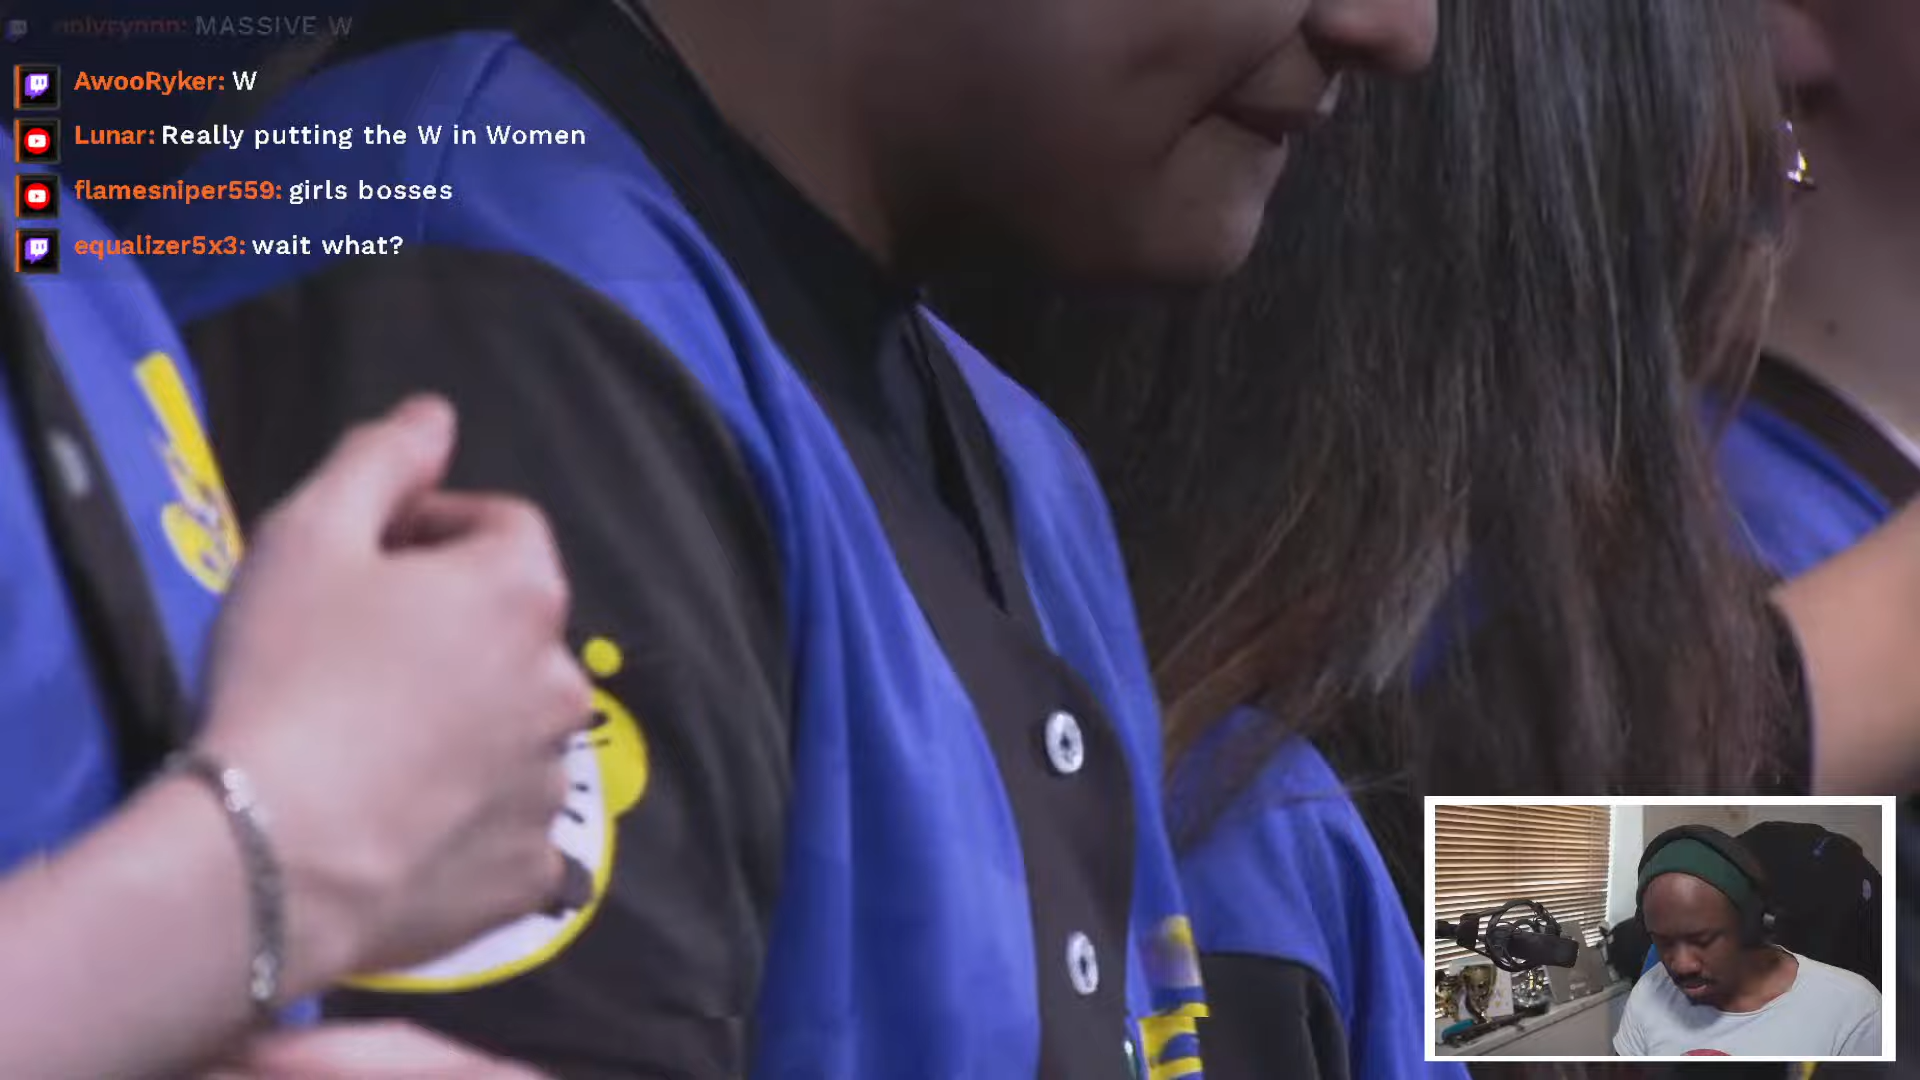 MASSIVE W
AwooRyker: W
Lunar: Really putting the W in Women
flamesniper559: girls bosses
equalizer5x3: wait what?